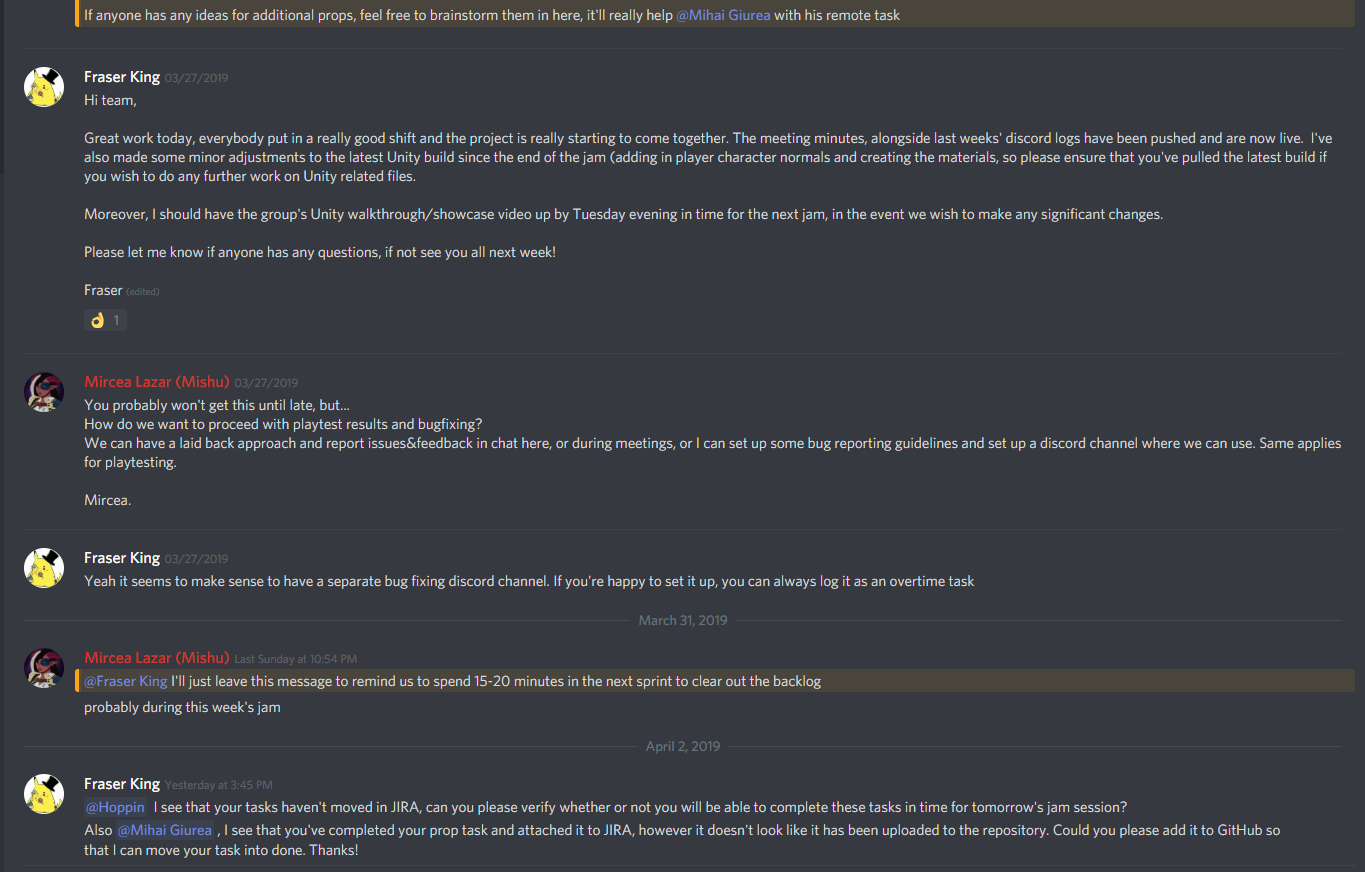 If anyone has any ideas for additional props, feel free to brainstorm them in here, it'll really help @Mihai Giurea with his remote task
Fraser King 03/27/2019
Hi team,
Great work today, everybody put in a really good shift and the project is really starting to come together. The meeting minutes, alongside last weeks' discord logs have been pushed and are now live. I've
also made some minor adjustments to the latest Unity build since the end of the jam (adding in player character normals and creating the materials, so please ensure that you've pulled the latest build if
you wish to do any further work on Unity related files.
Moreover, I should have the group's Unity walkthrough/showcase video up by Tuesday evening in time for the next jam, in the event we wish to make any significant changes.
Please let me know if anyone has any questions, if not see you all next week!
Fraser (edited)
👌 1
Mircea Lazar (Mishu) 03/27/2019
You probably won't get this until late, but...
How do we want to proceed with playtest results and bugfixing?
We can have a laid back approach and report issues&feedback in chat here, or during meetings, or I can set up some bug reporting guidelines and set up a discord channel where we can use. Same applies
for playtesting.
Mircea.
Fraser King 03/27/2019
Yeah it seems to make sense to have a separate bug fixing discord channel. If you're happy to set it up, you can always log it as an overtime task
March 31, 2019
Mircea Lazar (Mishu) Last Sunday at 10:54 PM
@Fraser King I'll just leave this message to remind us to spend 15-20 minutes in the next sprint to clear out the backlog
probably during this week's jam
April 2, 2019
Fraser King Yesterday at 3:45 PM
@Hoppin I see that your tasks haven't moved in JIRA, can you please verify whether or not you will be able to complete these tasks in time for tomorrow's jam session?
Also @Mihai Giurea , I see that you've completed your prop task and attached it to JIRA, however it doesn't look like it has been uploaded to the repository. Could you please add it to GitHub so
that I can move your task into done. Thanks!